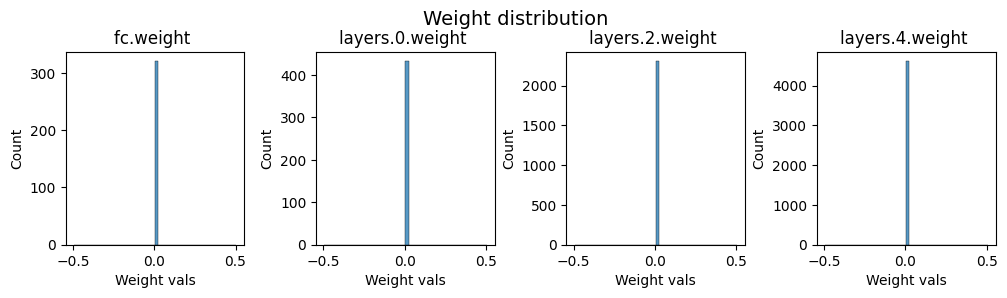 Weight distribution
fc.weight
layers.0.weight
layers.2.weight
layers.4.weight
300
200
100
0
Count
−0.5 0.0 0.5
Weight vals
400
300
200
100
0
Count
−0.5 0.0 0.5
Weight vals
2000
1500
1000
500
0
Count
−0.5 0.0 0.5
Weight vals
4000
3000
2000
1000
0
Count
−0.5 0.0 0.5
Weight vals